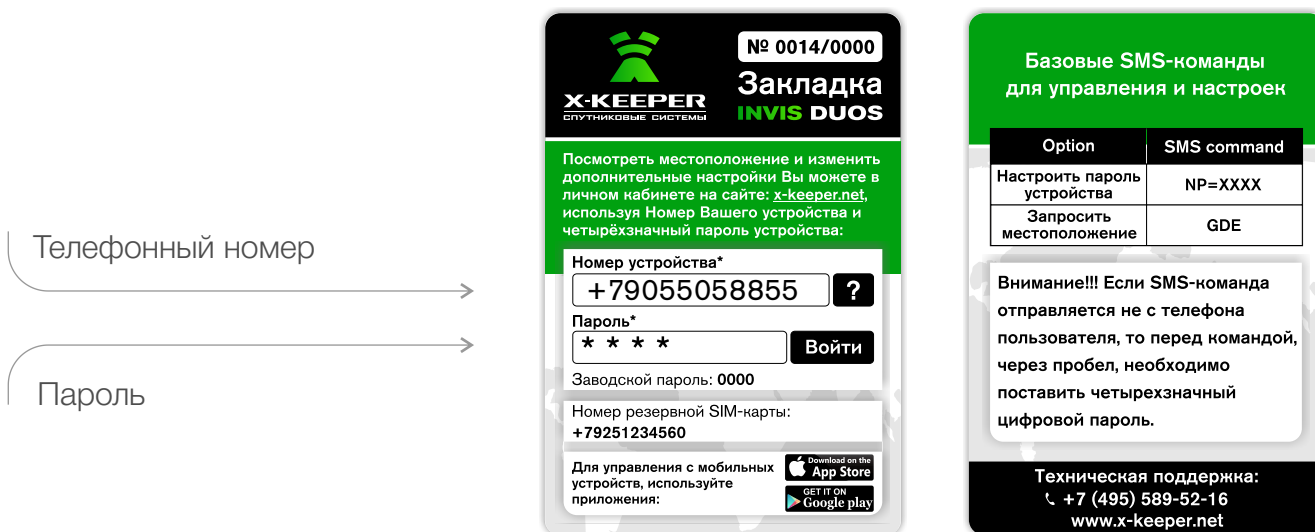 Телефонный номер
Пароль
X-KEEPER
СПУТНИКОВЫЕ СИСТЕМЫ
№ 0014/0000
Закладка
INVIS DUOS
Посмотреть местоположение и изменить
дополнительные настройки Вы можете в
личном кабинете на сайте: x-keeper.net,
используя Номер Вашего устройства и
четырёхзначный пароль устройства:
Номер устройства*
+79055058855 ?
Пароль*
* * * * Войти
Заводской пароль: 0000
Номер резервной SIM-карты:
+79251234560
Для управления с мобильных
устройств, используйте
приложения:
Download on the
App Store
GET IT ON
Google play
Базовые SMS-команды
для управления и настроек
Option SMS command
Настроить пароль
устройства NP=XXXX
Запросить
местоположение GDE
Внимание!!! Если SMS-команда
отправляется не с телефона
пользователя, то перед командой,
через пробел, необходимо
поставить четырехзначный
цифровой пароль.
Техническая поддержка:
+7 (495) 589-52-16
www.x-keeper.net